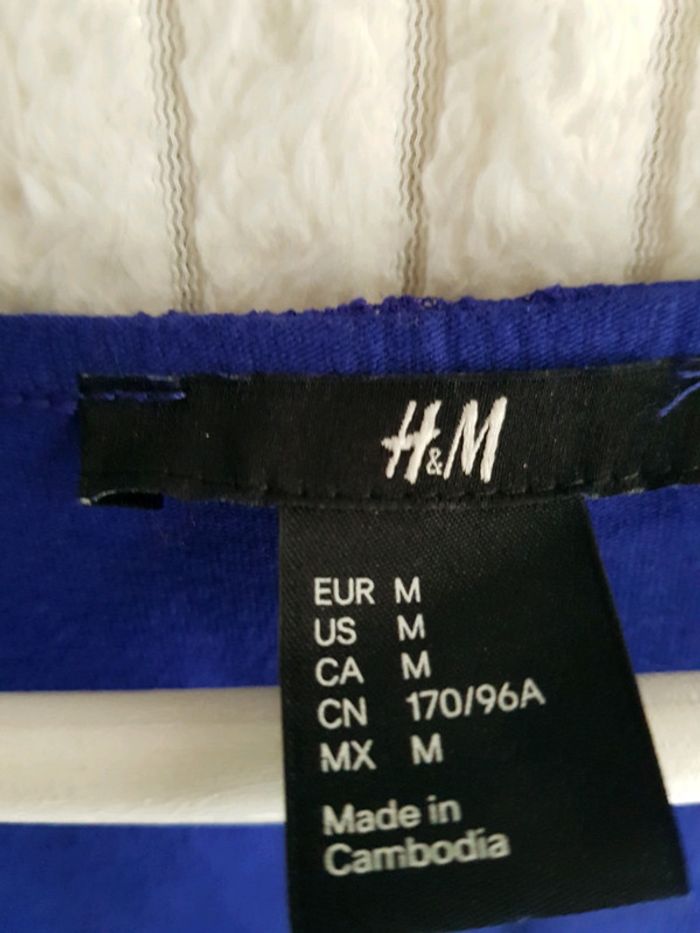 H&M
EUR M
US M
CA M
CN 170/96A
MX M
Made in
Cambodia